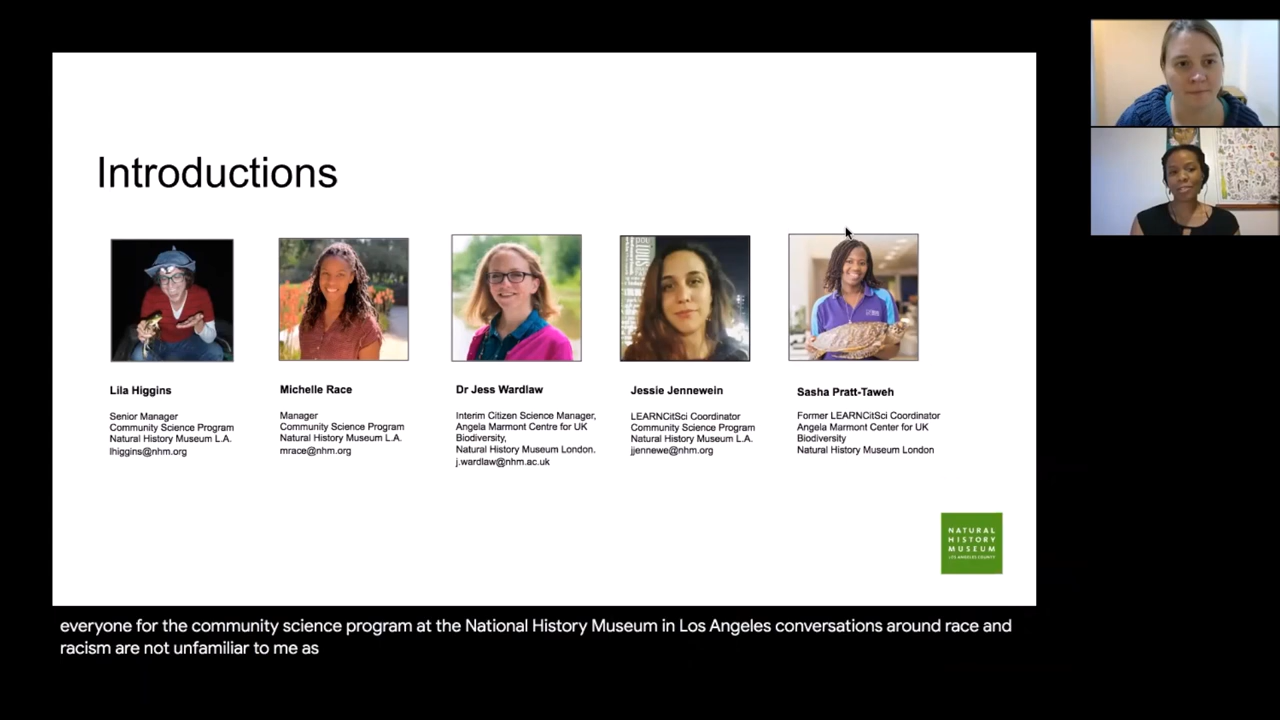 Introductions
Lila Higgins
Senior Manager
Community Science Program
Natural History Museum L.A.
lhiggins@nhm.org
Michelle Race
Manager
Community Science Program
Natural History Museum L.A.
mrace@nhm.org
Dr Jess Wardlaw
Interim Citizen Science Manager,
Angela Marmont Centre for UK
Biodiversity,
Natural History Museum London.
j.wardlaw@nhm.ac.uk
Jessie Jennewein
LEARNCitSci Coordinator
Community Science Program
Natural History Museum L.A.
jjennewe@nhm.org
Sasha Pratt-Taweh
Former LEARNCitSci Coordinator
Angela Marmont Center for UK
Biodiversity
Natural History Museum London
NATURAL
HISTORY
MUSEUM
LOS ANGELES COUNTY
everyone for the community science program at the National History Museum in Los Angeles conversations around race and
racism are not unfamiliar to me as